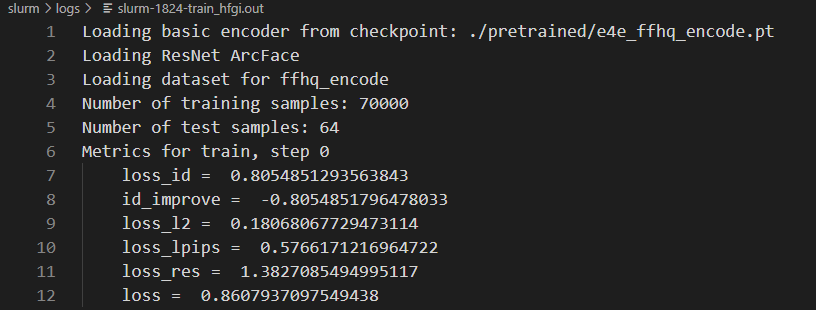 slurm > logs > slurm-1824-train_hfgi.out
1 Loading basic encoder from checkpoint: ./pretrained/e4e_ffhq_encode.pt
2 Loading ResNet ArcFace
3 Loading dataset for ffhq_encode
4 Number of training samples: 70000
5 Number of test samples: 64
6 Metrics for train, step 0
7 loss_id =  0.8054851293563843
8 id_improve =  -0.8054851796478033
9 loss_l2 =  0.18068067729473114
10 loss_lpips =  0.5766171216964722
11 loss_res =  1.3827085494995117
12 loss =  0.8607937097549438